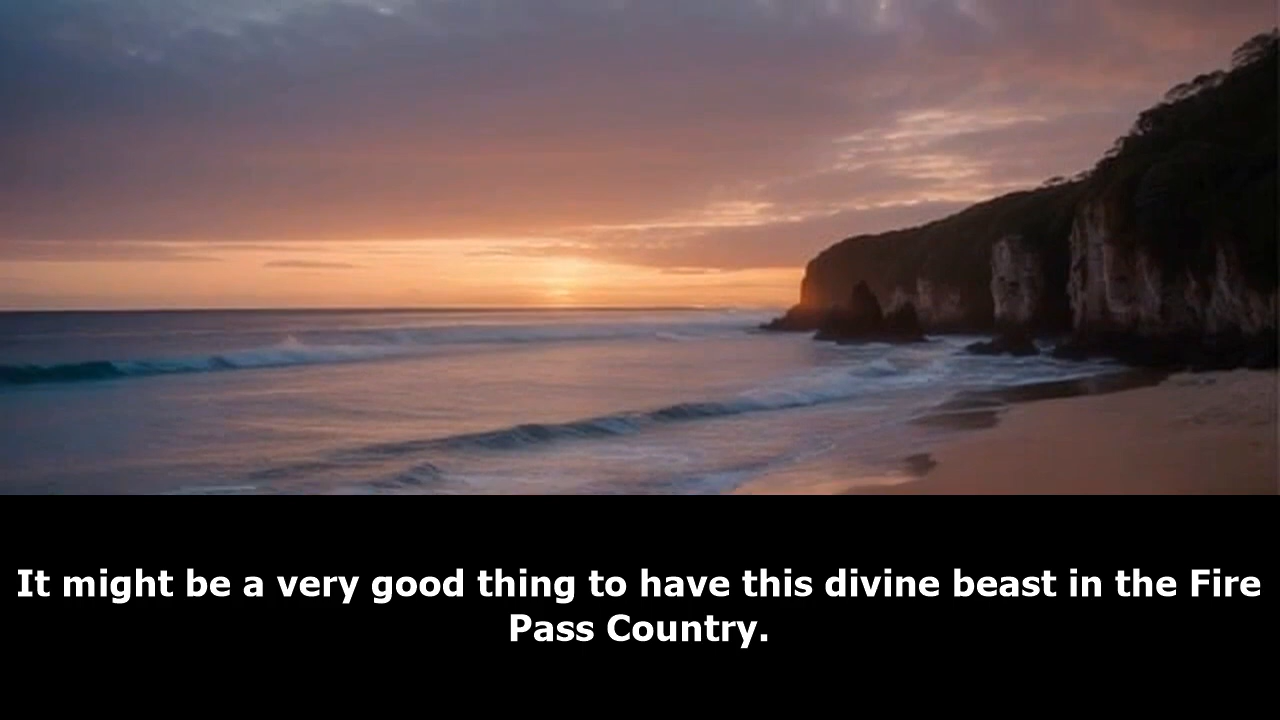 It might be a very good thing to have this divine beast in the Fire
Pass Country.